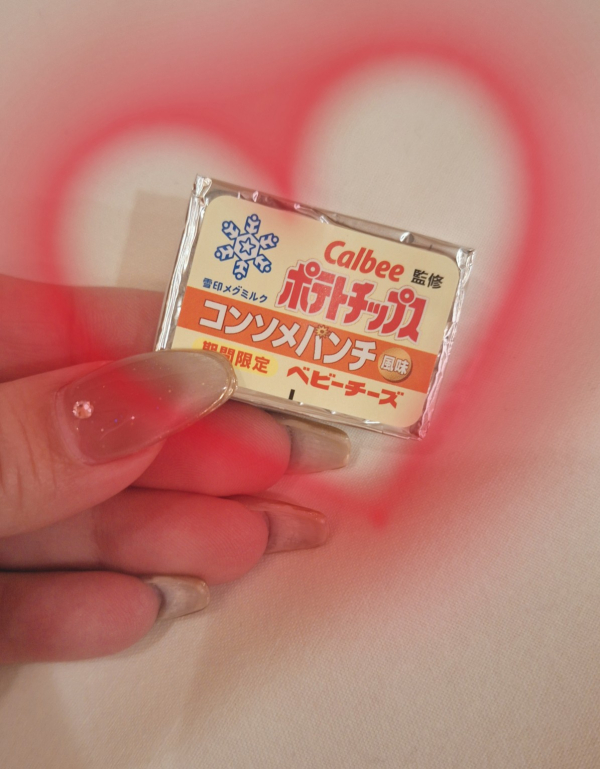 Calbee 監修
ポテトチップス
雪印メグミルク
コンソメパンチ 風味
期間限定
ベビーチーズ